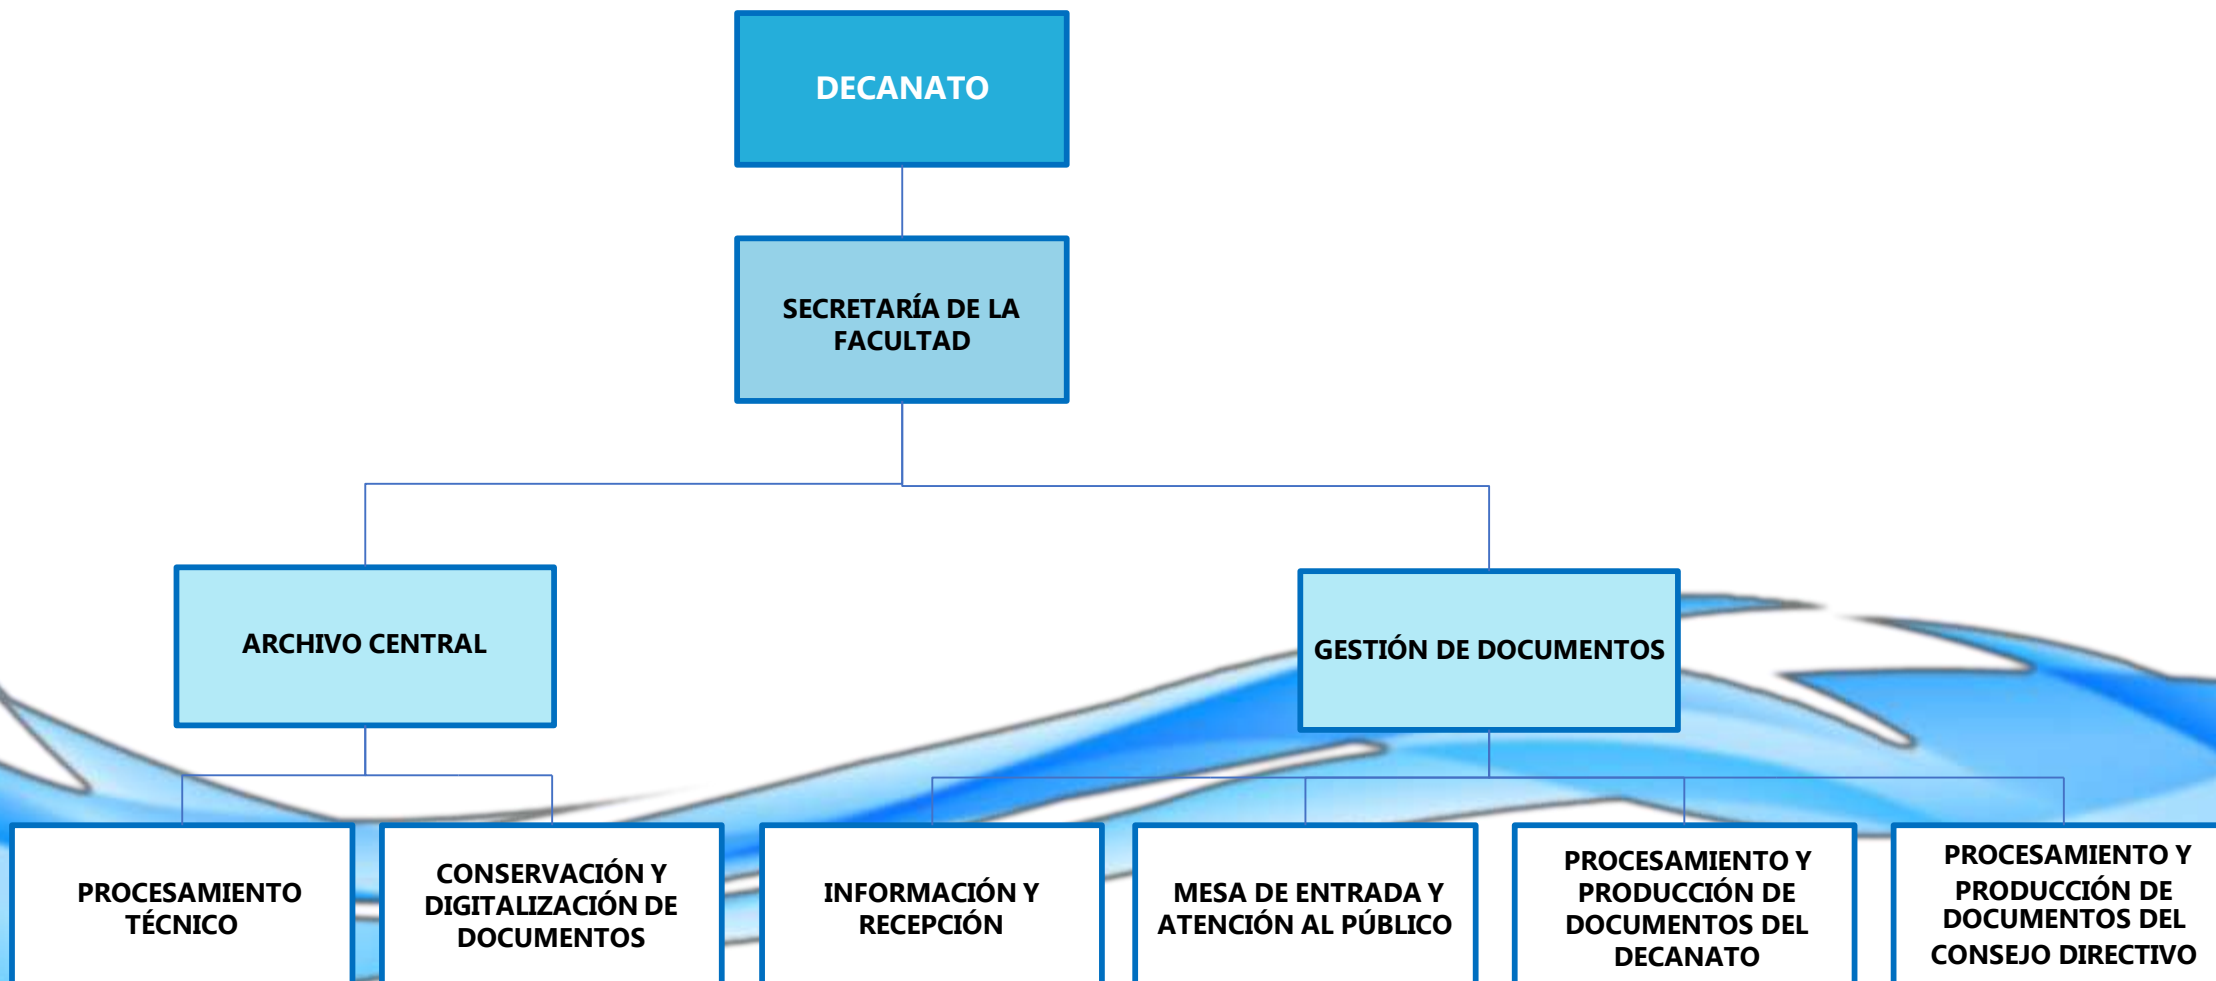 DECANATO
SECRETARÍA DE LA
FACULTAD
ARCHIVO CENTRAL
GESTIÓN DE DOCUMENTOS
PROCESAMIENTO
TÉCNICO
CONSERVACIÓN Y
DIGITALIZACIÓN DE
DOCUMENTOS
INFORMACIÓN Y
RECEPCIÓN
MESA DE ENTRADA Y
ATENCIÓN AL PÚBLICO
PROCESAMIENTO Y
PRODUCCIÓN DE
DOCUMENTOS DEL
DECANATO
PROCESAMIENTO Y
PRODUCCIÓN DE
DOCUMENTOS DEL
CONSEJO DIRECTIVO